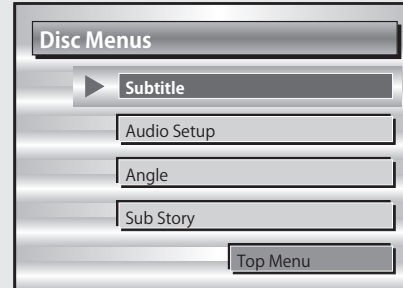 Disc Menus
Subtitle
Audio Setup
Angle
Sub Story
Top Menu